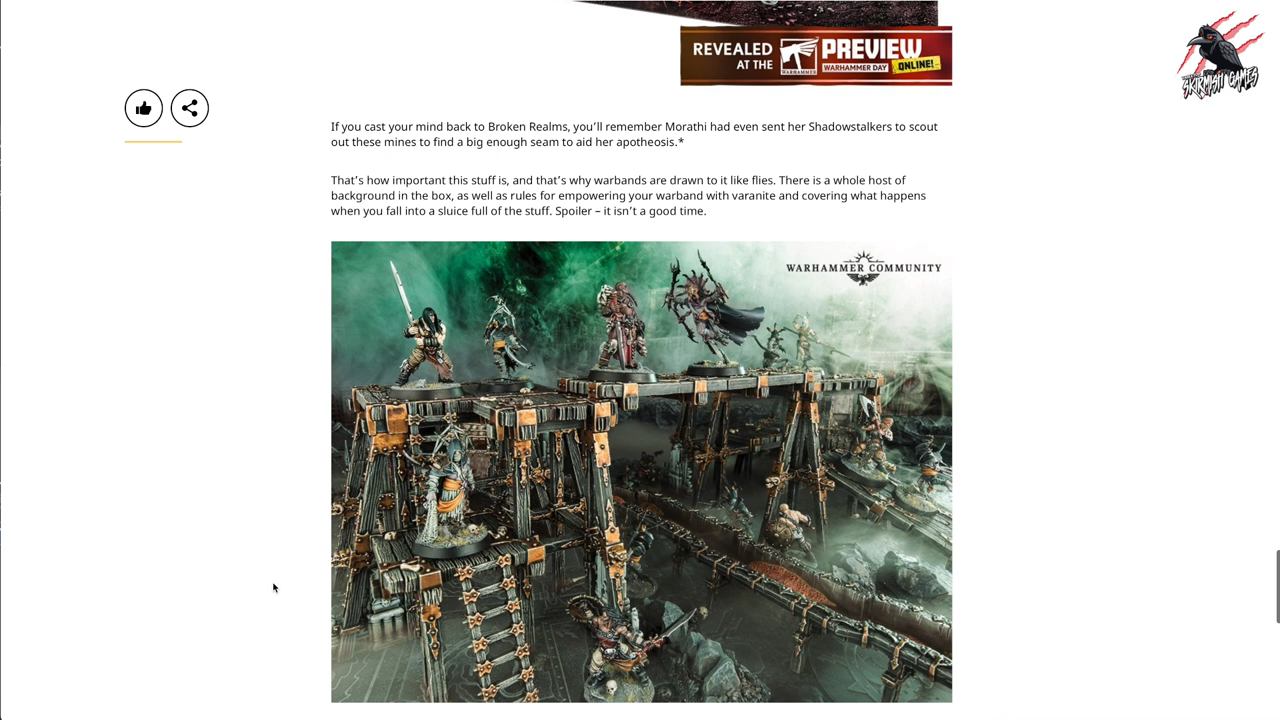 REVEALED
AT THE
WARHAMMER
PREVIEW
WARHAMMER DAY
ONLINE!
SKIRMISH GAMES
If you cast your mind back to Broken Realms, you’ll remember Morathi had even sent her Shadowstalkers to scout
out these mines to find a big enough seam to aid her apotheosis.*
That’s how important this stuff is, and that’s why warbands are drawn to it like flies. There is a whole host of
background in the box, as well as rules for empowering your warband with varanite and covering what happens
when you fall into a sluice full of the stuff. Spoiler – it isn’t a good time.
WARHAMMER COMMUNITY